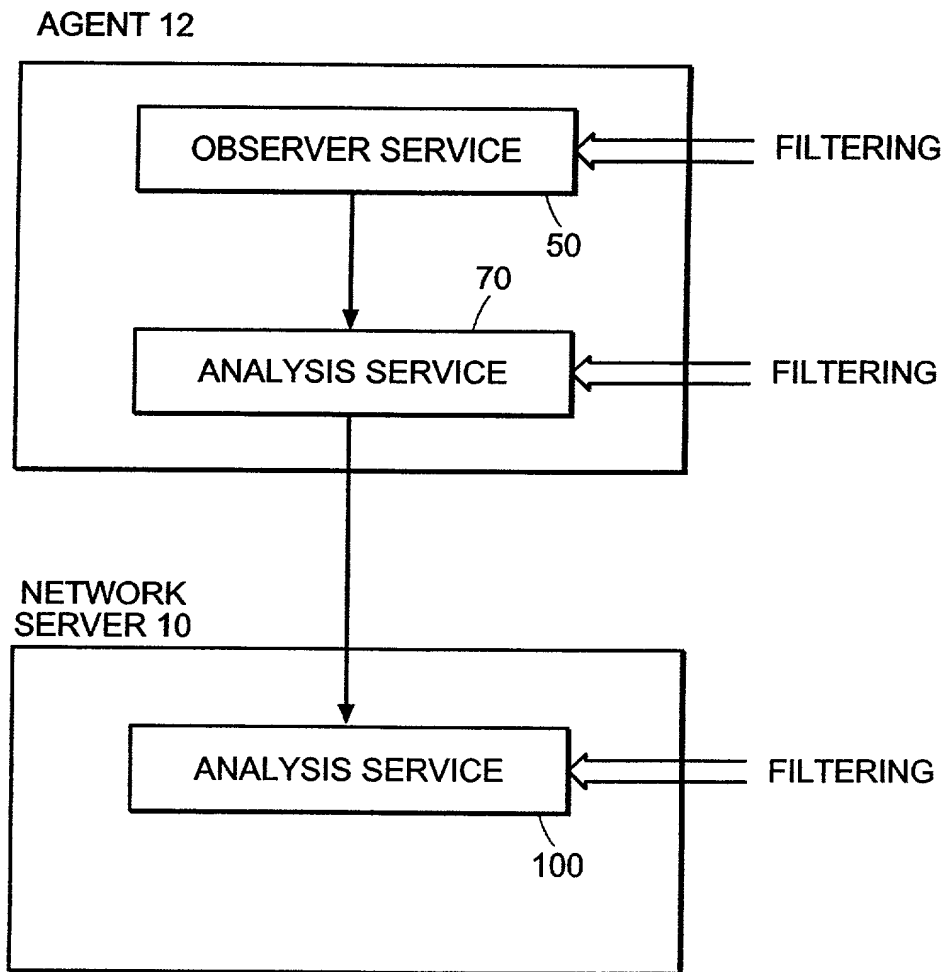 AGENT 12
OBSERVER SERVICE
FILTERING
50
70
ANALYSIS SERVICE
FILTERING
NETWORK
SERVER 10
ANALYSIS SERVICE
FILTERING
100